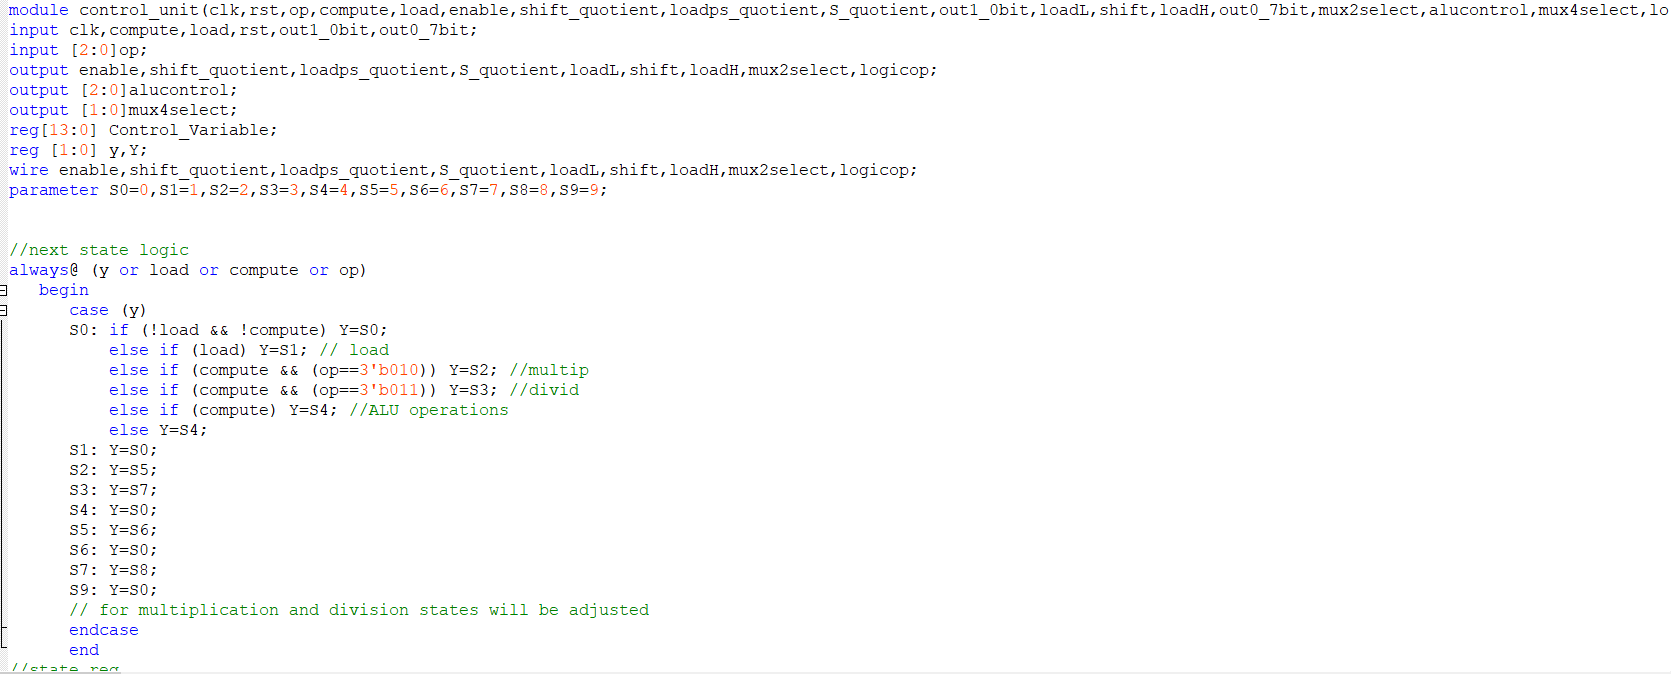 module control_unit(clk,rst,op,compute,load,enable,shift_quotient,loadps_quotient,S_quotient,out1_0bit,loadL,shift,loadH,out0_7bit,mux2select,alucontrol,mux4select,lo
input clk,compute,load,rst,out1_0bit,out0_7bit;
input [2:0]op;
output enable,shift_quotient,loadps_quotient,S_quotient,loadL,shift,loadH,mux2select,logicop;
output [2:0]alucontrol;
output [1:0]mux4select;
reg[13:0] Control_Variable;
reg [1:0] y,Y;
wire enable,shift_quotient,loadps_quotient,S_quotient,loadL,shift,loadH,mux2select,logicop;
parameter S0=0,S1=1,S2=2,S3=3,S4=4,S5=5,S6=6,S7=7,S8=8,S9=9;
//next state logic
always@ (y or load or compute or op)
begin
case (y)
S0: if (!load && !compute) Y=S0;
else if (load) Y=S1; // load
else if (compute && (op==3'b010)) Y=S2; //multip
else if (compute && (op==3'b011)) Y=S3; //divid
else if (compute) Y=S4; //ALU operations
else Y=S4;
S1: Y=S0;
S2: Y=S5;
S3: Y=S7;
S4: Y=S0;
S5: Y=S6;
S6: Y=S0;
S7: Y=S8;
S9: Y=S0;
// for multiplication and division states will be adjusted
endcase
end
//state reg